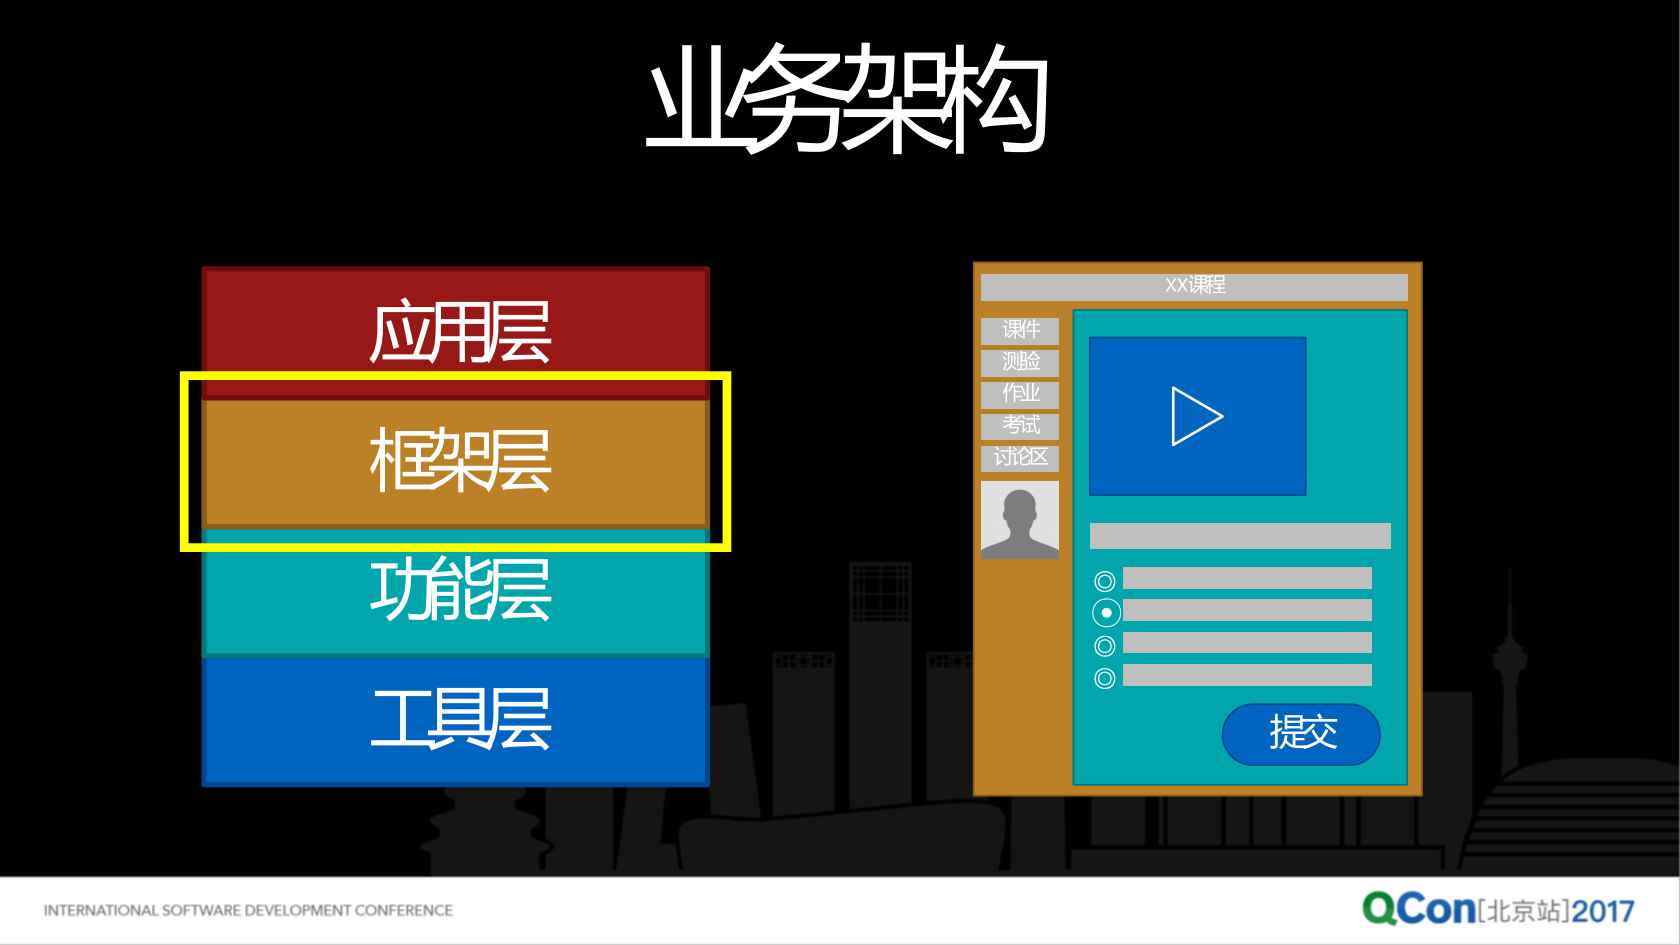 业务架构
应用层
框架层
功能层
工具层
XX课程
课件
测验
作业
考试
讨论区
提交
INTERNATIONAL SOFTWARE DEVELOPMENT CONFERENCE
QCon[北京站]2017